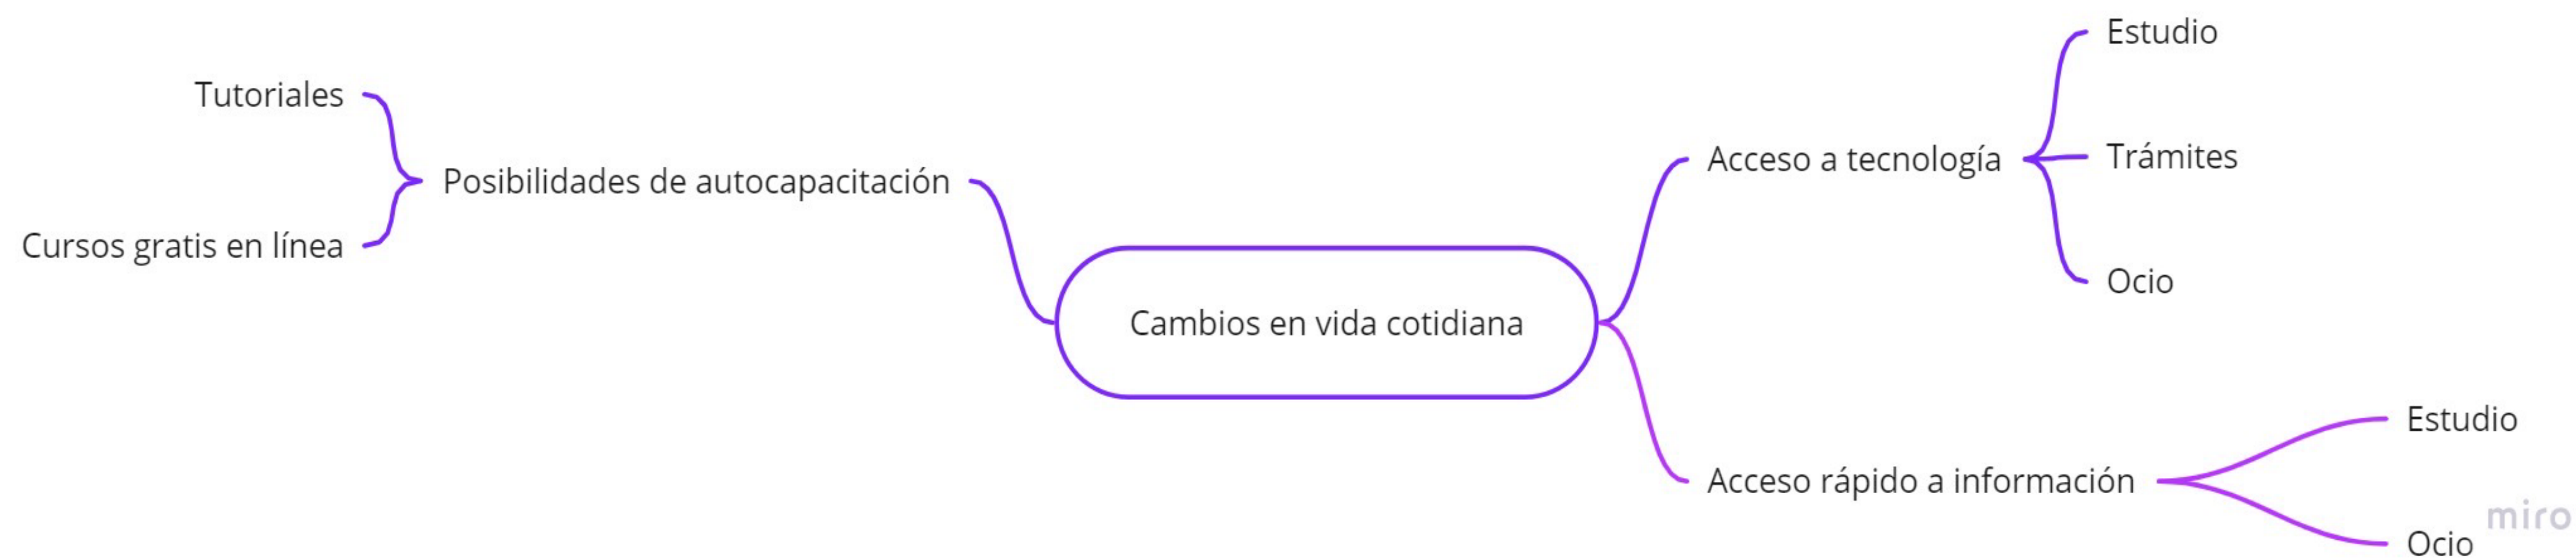 Tutoriales
Posibilidades de autocapacitación
Cursos gratis en línea
Cambios en vida cotidiana
Acceso a tecnología
Estudio
Trámites
Ocio
Acceso rápido a información
Estudio
Ocio
miro